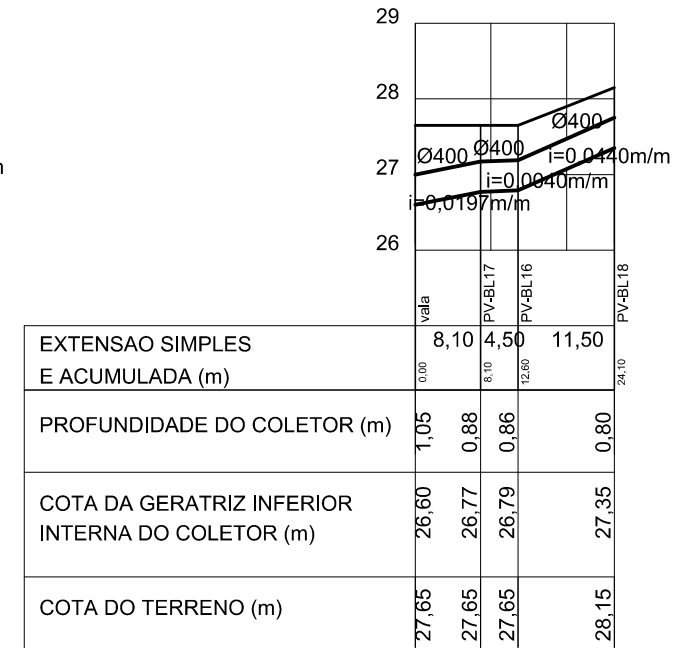 29
28
Ø400
27
Ø400
Ø400
i=0,0440m/m
i=0,0040m/m
i=0,0197m/m
26
vala
PV-BL17
PV-BL16
PV-BL18
EXTENSAO SIMPLES
E ACUMULADA (m)
8,10 4,50 11,50
0,00 8,10 12,60 24,10
PROFUNDIDADE DO COLETOR (m)
1,05 0,88 0,86 0,80
COTA DA GERATRIZ INFERIOR
INTERNA DO COLETOR (m)
26,60 26,77 26,79 27,35
COTA DO TERRENO (m)
27,65 27,65 27,65 28,15